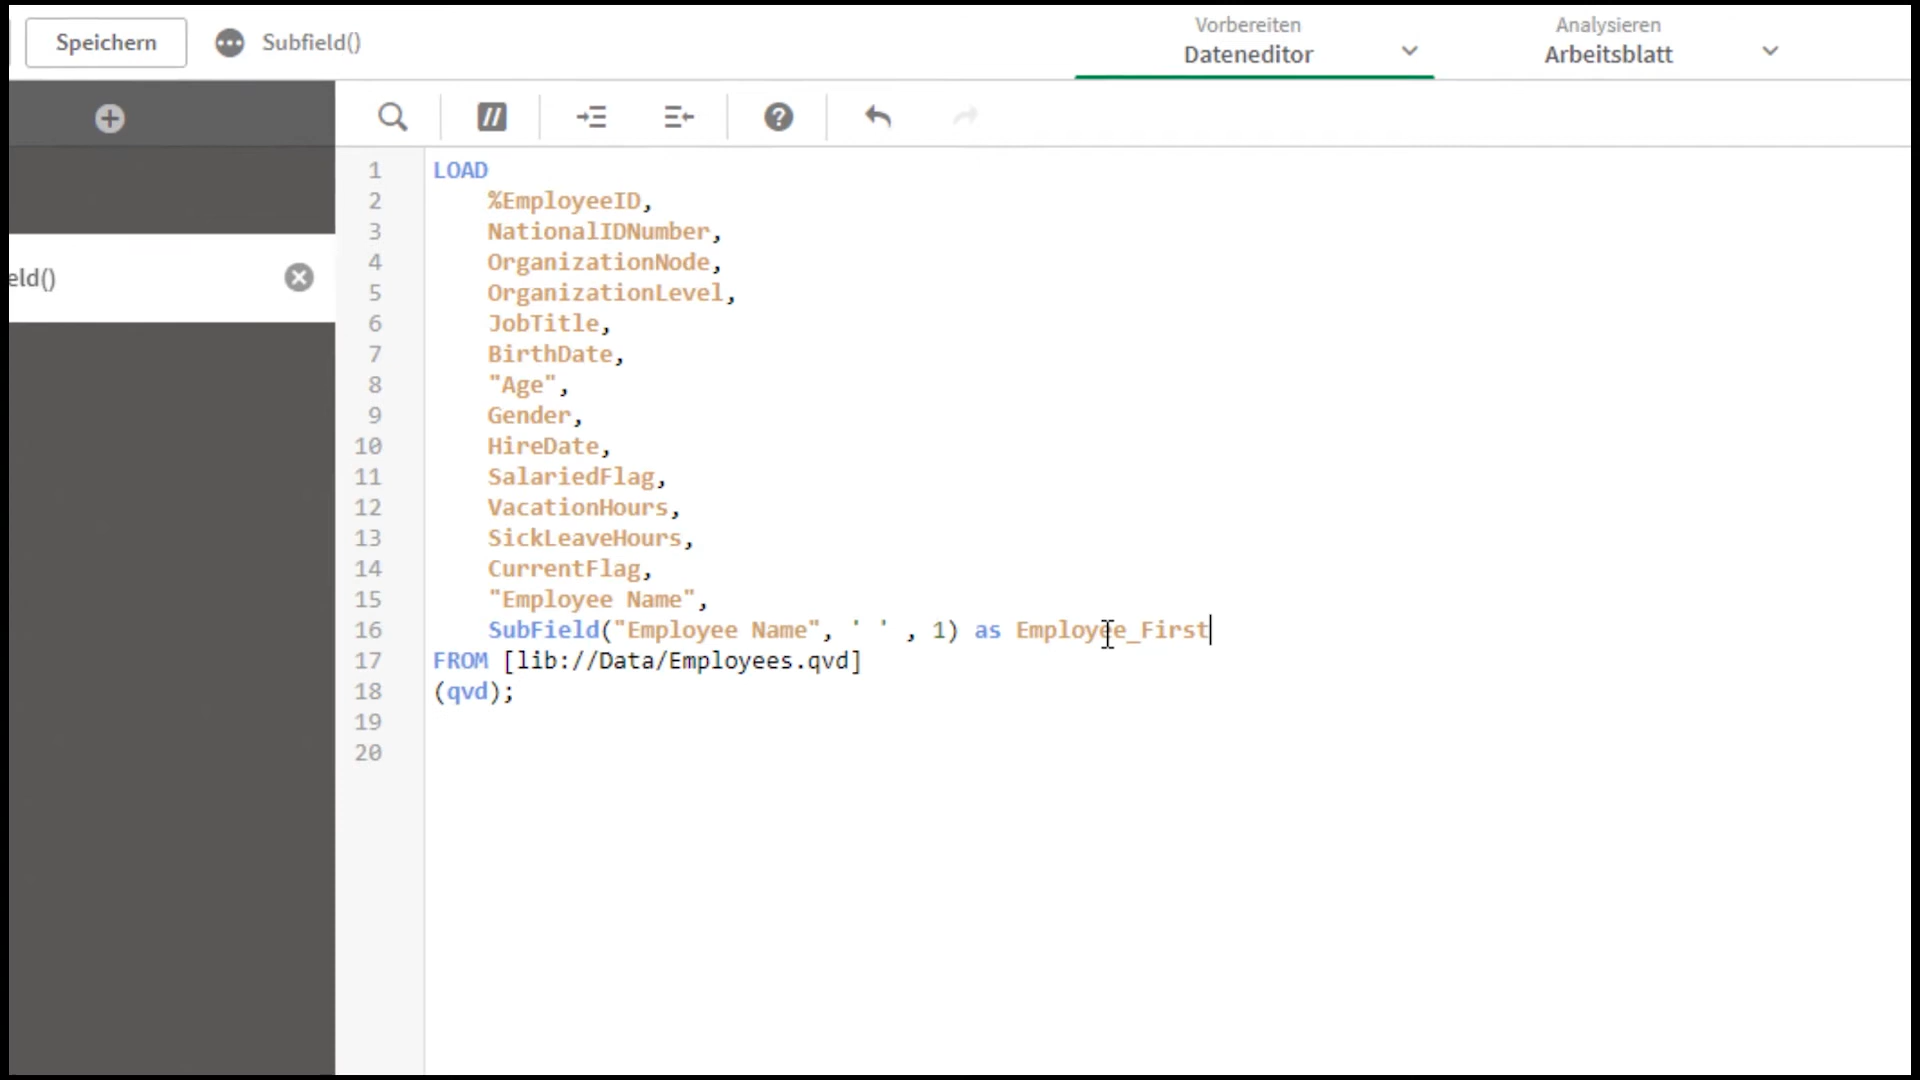 Speichern
Subfield()
Vorbereiten
Dateneditor
Analysieren
Arbeitsblatt
eld()
1 LOAD
2 %EmployeeID,
3 NationalIDNumber,
4 OrganizationNode,
5 OrganizationLevel,
6 JobTitle,
7 BirthDate,
8 "Age",
9 Gender,
10 HireDate,
11 SalariedFlag,
12 VacationHours,
13 SickLeaveHours,
14 CurrentFlag,
15 "Employee Name",
16 SubField("Employee Name", ' ' , 1) as Employee_First
17 FROM [lib://Data/Employees.qvd]
18 (qvd);
19
20